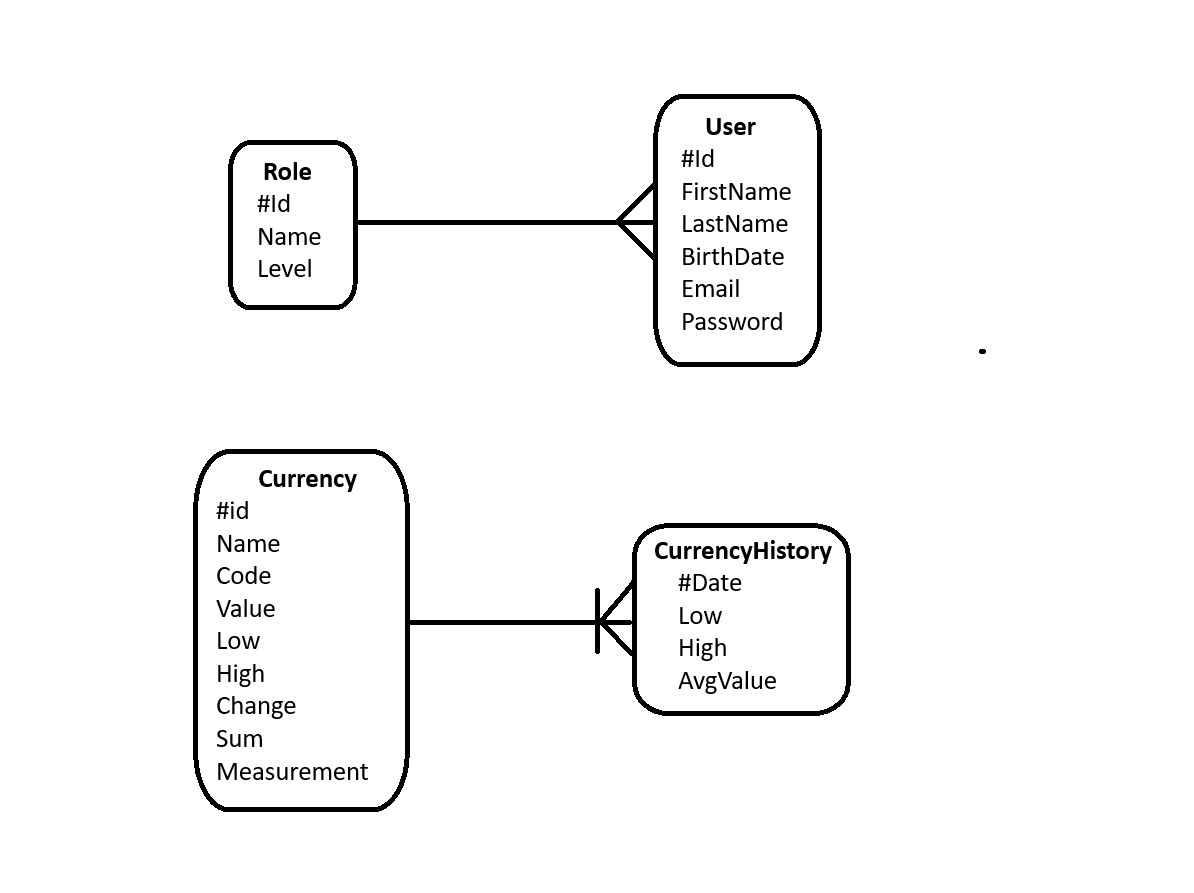 Role
#Id
Name
Level
User
#Id
FirstName
LastName
BirthDate
Email
Password
Currency
#id
Name
Code
Value
Low
High
Change
Sum
Measurement
CurrencyHistory
#Date
Low
High
AvgValue